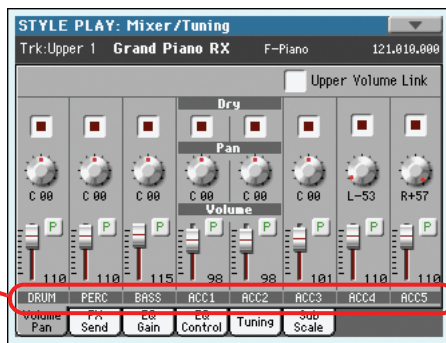 STYLE PLAY: Mixer/Tuning
Trk:Upper 1 Grand Piano RX F-Piano 121.010.000
Upper Volume Link
Dry
Pan
C 00 C 00 C 00 C 00 C 00 C 00 L-53 R+57
Volume
P P P P P P P P
110 110 115 98 98 101 110 110
DRUM PERC BASS ACC1 ACC2 ACC3 ACC4 ACC5
Volume Pan FX Send EQ Gain EQ Control Tuning Sub Scale